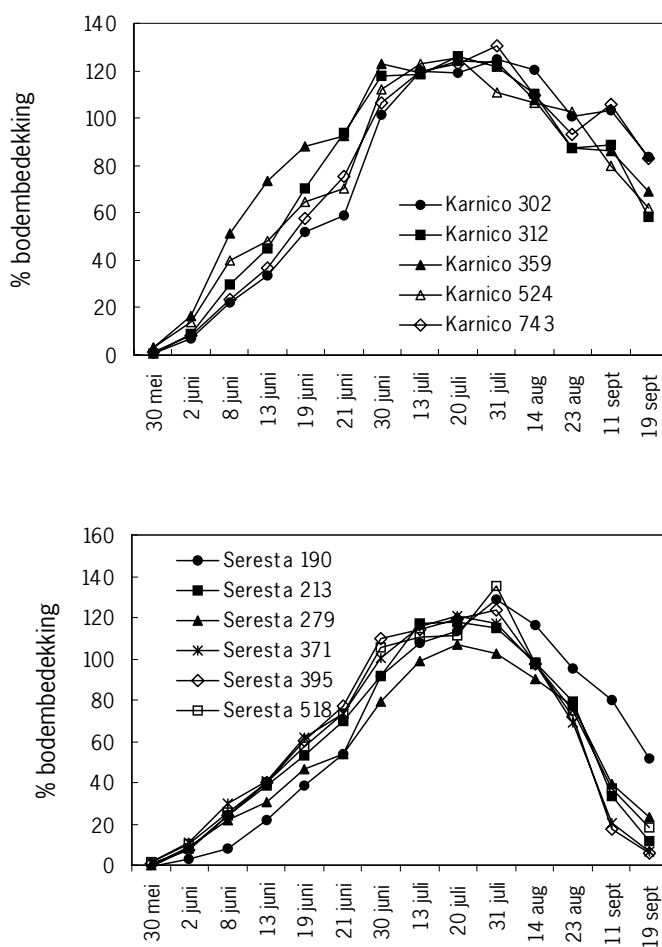 % bodembedekking
140
120
100
80
60
40
20
0
Karnico 302
Karnico 312
Karnico 359
Karnico 524
Karnico 743
30 mei
2 juni
8 juni
13 juni
19 juni
21 juni
30 juni
13 juli
20 juli
31 juli
14 aug
23 aug
11 sept
19 sept
% bodembedekking
160
140
120
100
80
60
40
20
0
Seresta 190
Seresta 213
Seresta 279
Seresta 371
Seresta 395
Seresta 518
30 mei
2 juni
8 juni
13 juni
19 juni
21 juni
30 juni
13 juli
20 juli
31 juli
14 aug
23 aug
11 sept
19 sept